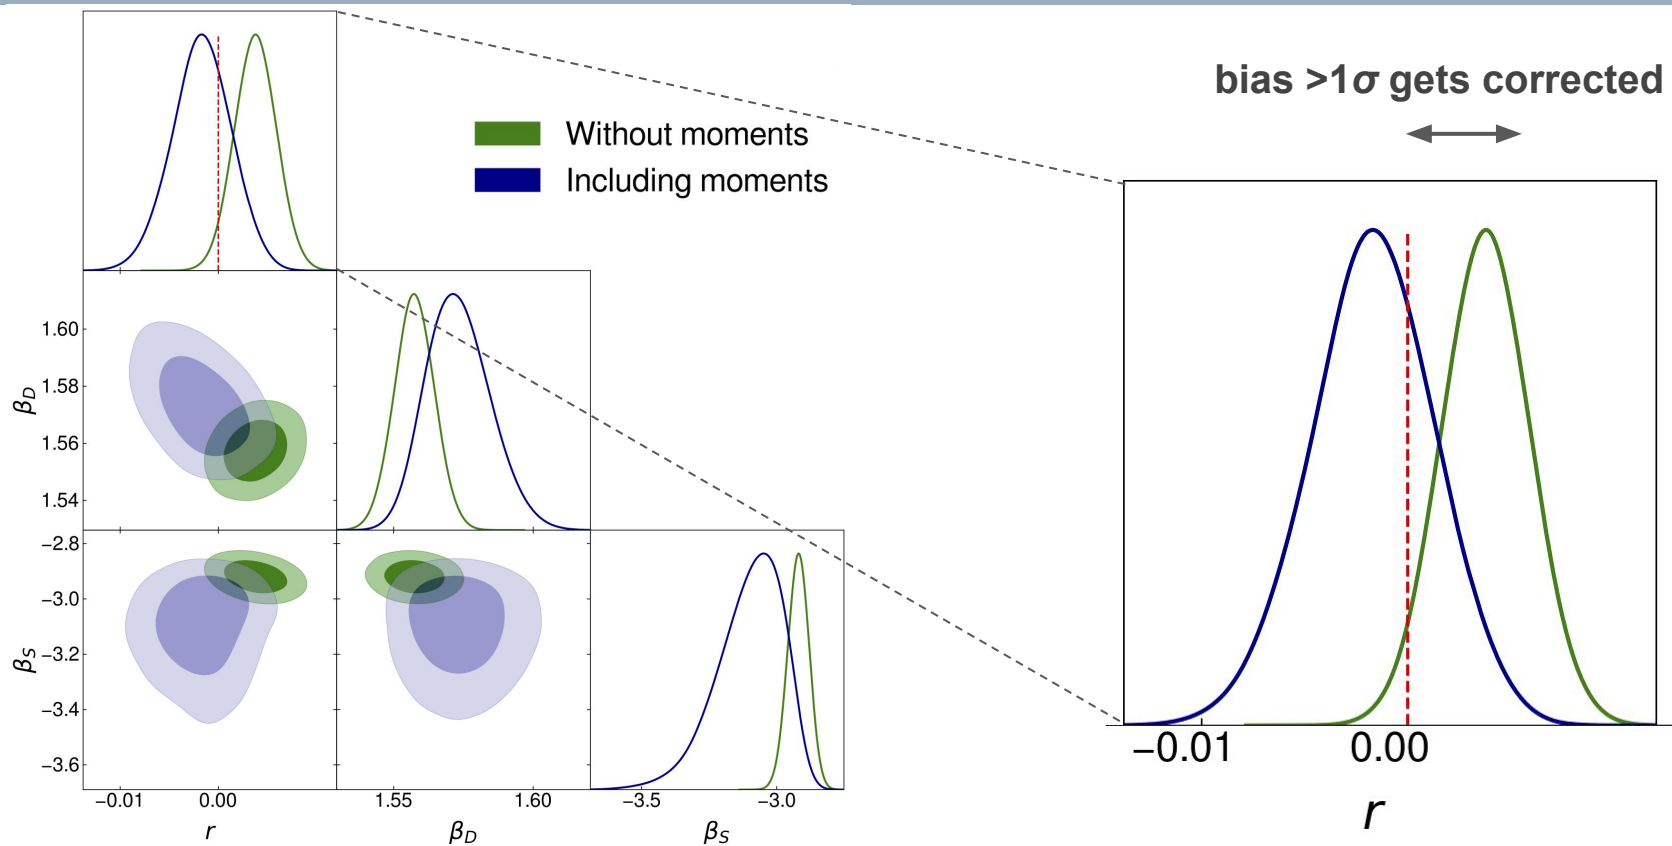 bias >1σ gets corrected
Without moments
Including moments
1.60
1.58
1.56
1.54
β_D
−2.8
−3.0
−3.2
−3.4
−3.6
β_S
−0.01 0.00
r
1.55 1.60
β_D
−3.5 −3.0
β_S
−0.01 0.00
r